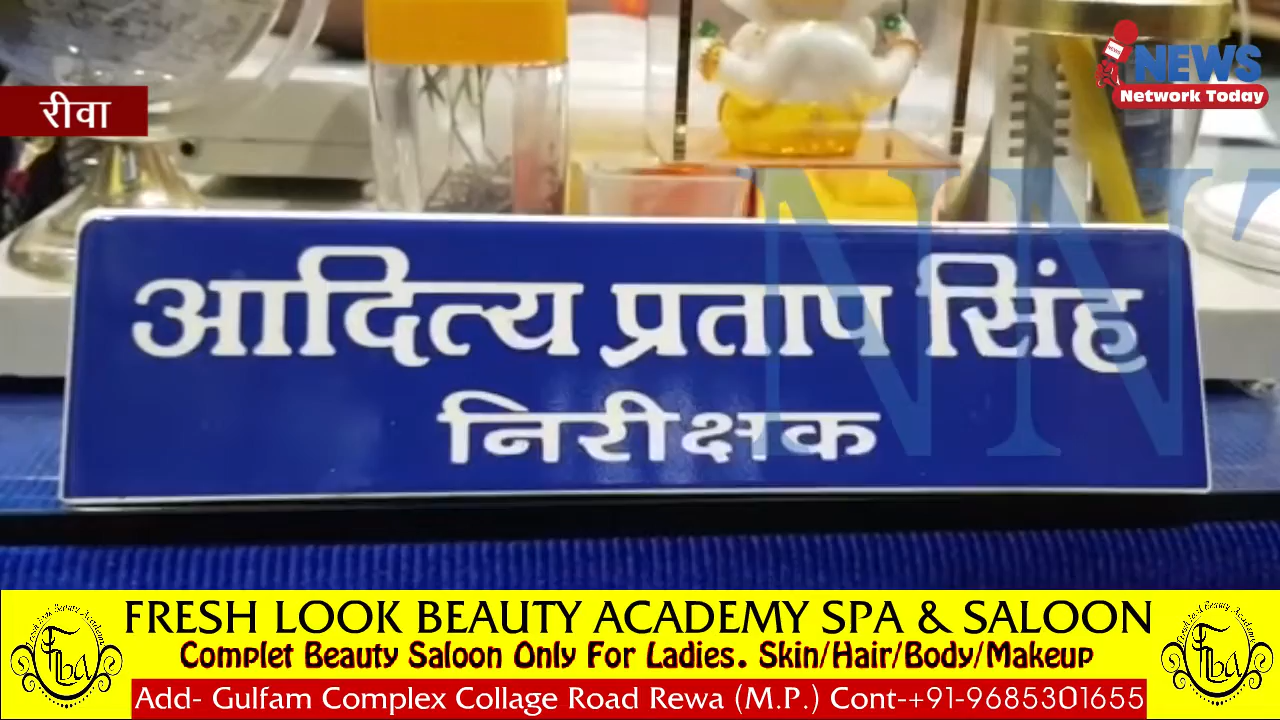 NEWS
Network Today
रीवा
NNT
आदित्य प्रताप सिंह
निरीक्षक
FRESH LOOK BEAUTY ACADEMY SPA & SALOON
Complet Beauty Saloon Only For Ladies. Skin/Hair/Body/Makeup
Add- Gulfam Complex Collage Road Rewa (M.P.) Cont-+91-9685301655